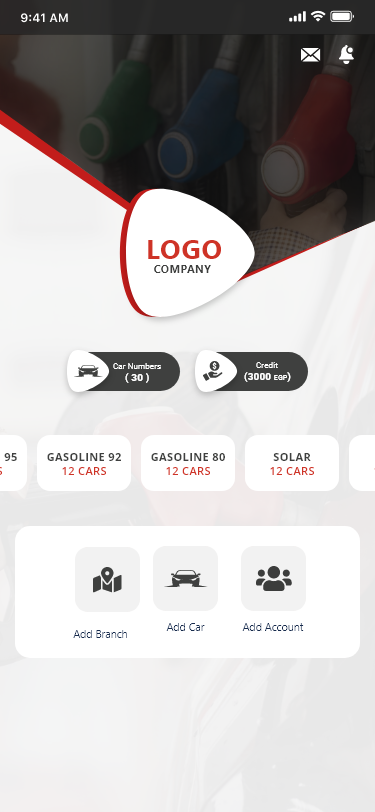 9:41 AM
LOGO
COMPANY
Car Numbers
( 30 )
Credit
(3000 EGP)
95
S
GASOLINE 92
12 CARS
GASOLINE 80
12 CARS
SOLAR
12 CARS
Add Branch
Add Car
Add Account